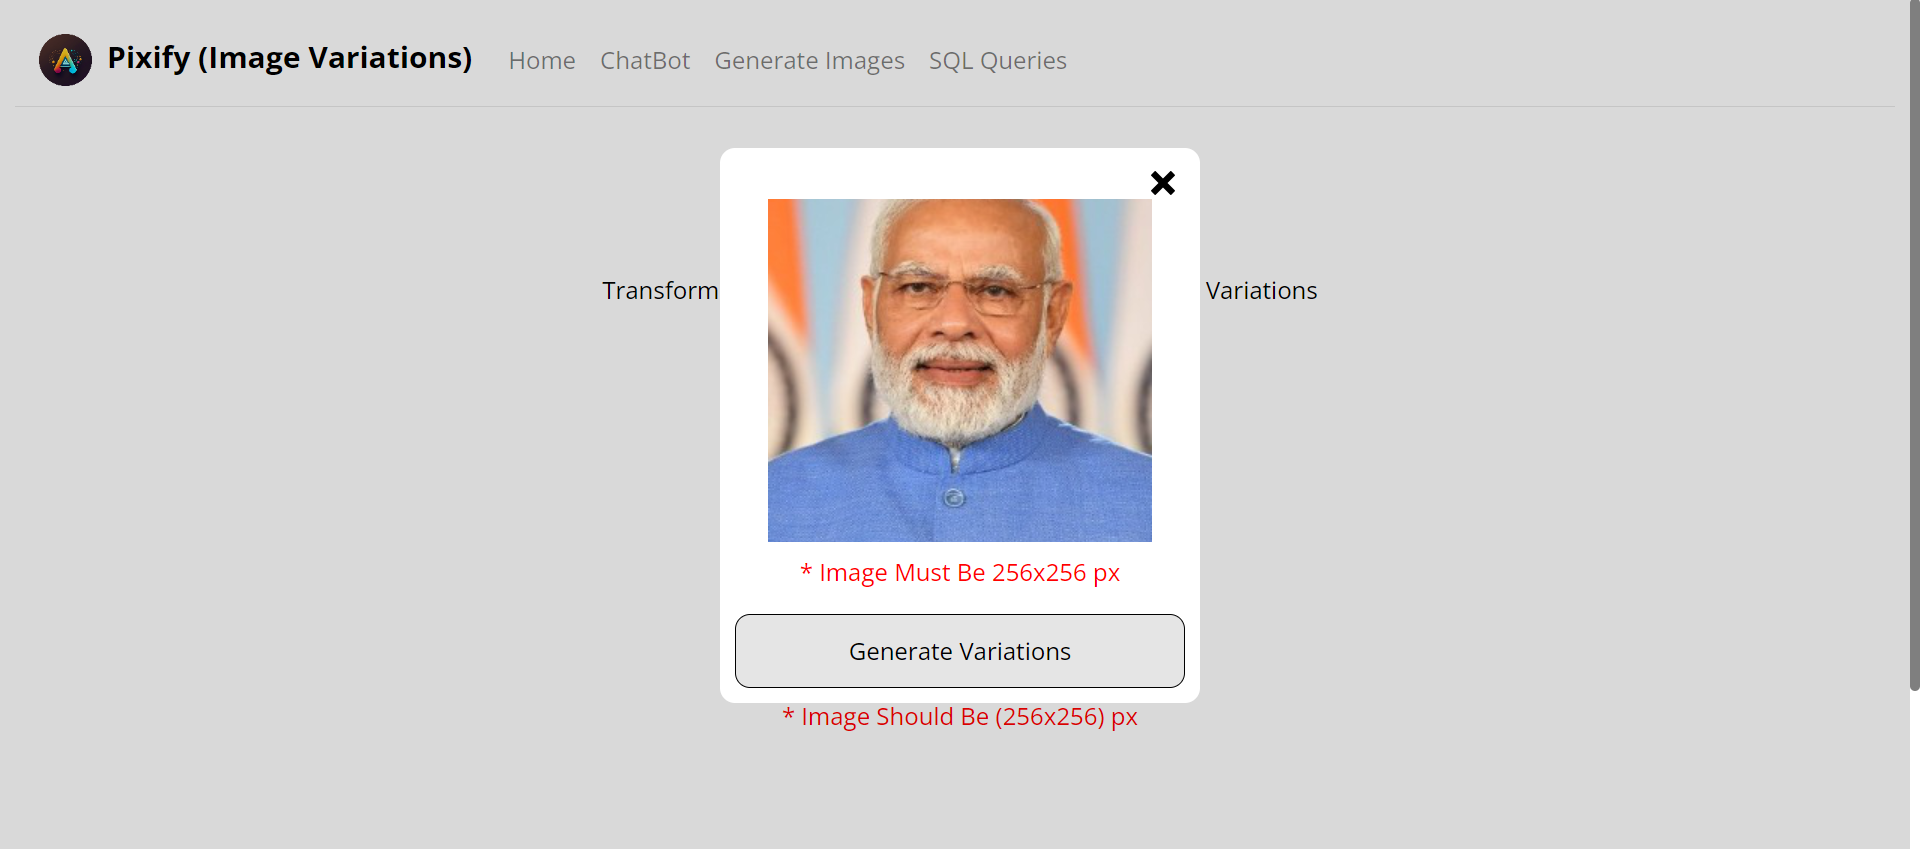 Pixify (Image Variations) Home ChatBot Generate Images SQL Queries
Transform Variations
* Image Must Be 256x256 px
Generate Variations
* Image Should Be (256x256) px